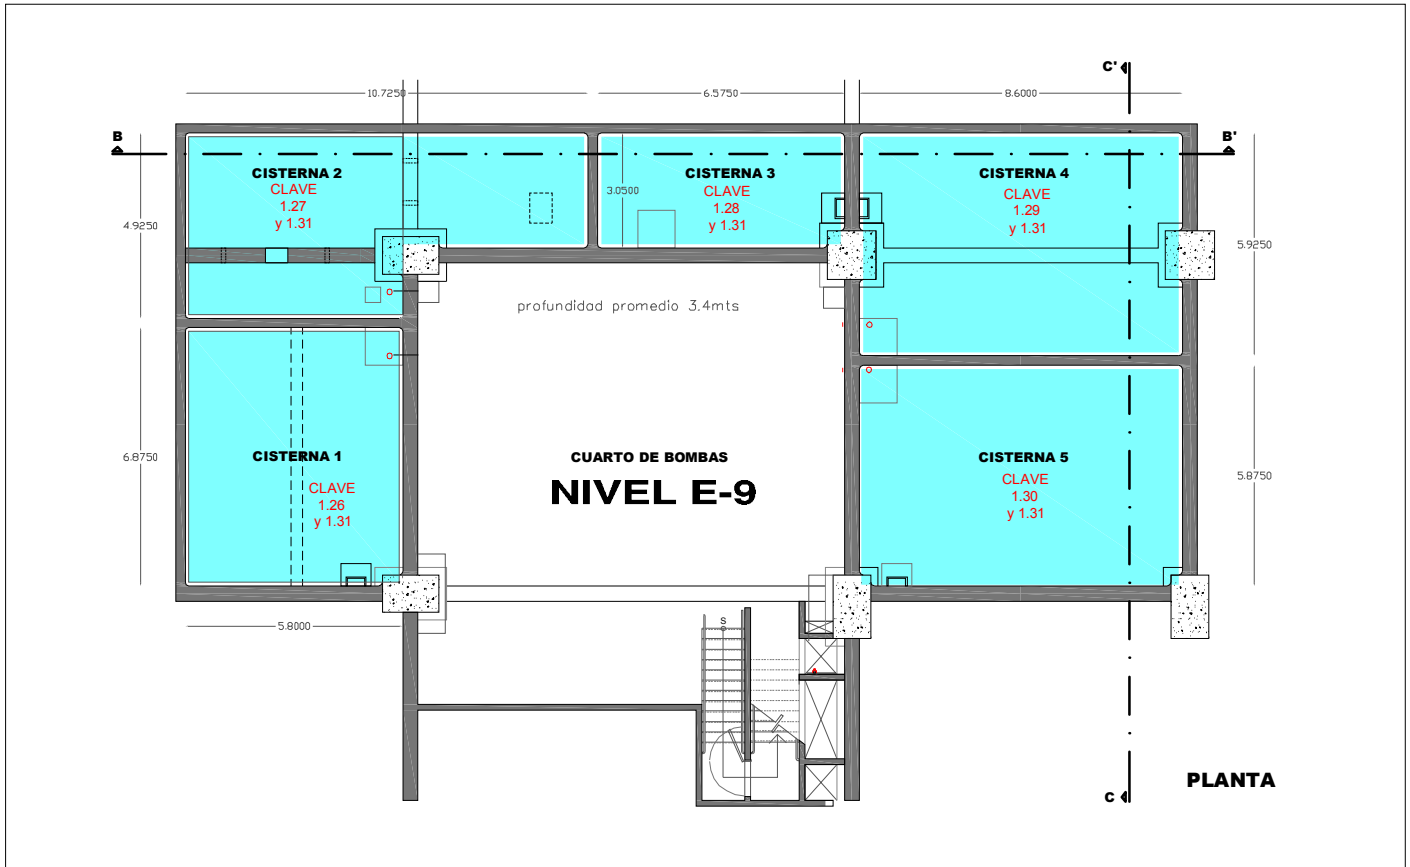 C'
10.7250
6.5750
8.6000
B
B'
CISTERNA 2
CLAVE
1.27
y 1.31
CISTERNA 3
CLAVE
1.28
y 1.31
3.0500
CISTERNA 4
CLAVE
1.29
y 1.31
4.9250
5.9250
profundidad promedio 3.4mts
6.8750
CISTERNA 1
CLAVE
1.26
y 1.31
CUARTO DE BOMBAS
NIVEL E-9
CISTERNA 5
CLAVE
1.30
y 1.31
5.8750
5.8000
S
PLANTA
C